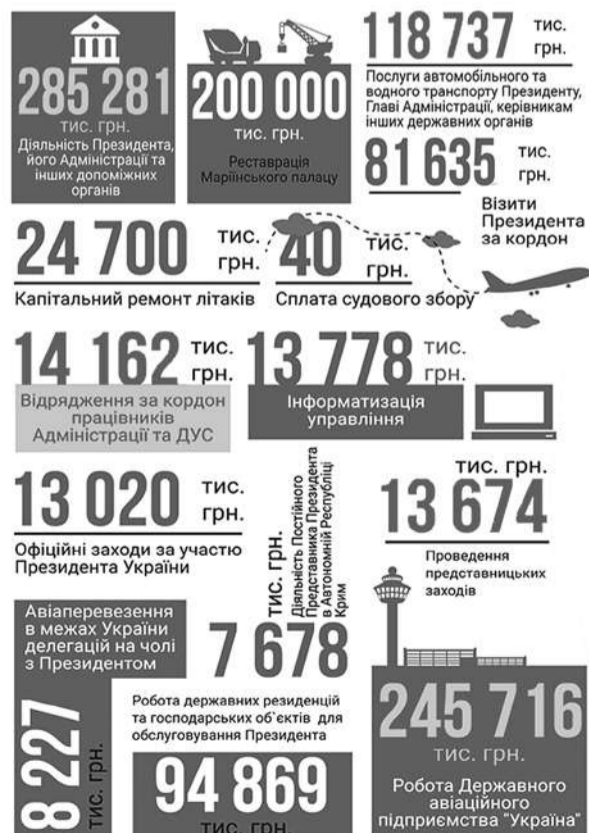 285 281
тис. грн.
Діяльність Президента,
його Адміністрації та
інших допоміжних
органів
200 000
тис. грн.
Реставрація
Маріїнського палацу
118 737 тис.
грн.
Послуги автомобільного та
водного транспорту Президенту,
Главі Адміністрації, керівникам
інших державних органів
81 635 тис.
грн.
Візити
Президента
за кордон
24 700 тис.
грн.
Капітальний ремонт літаків
40 тис.
грн.
Сплата судового збору
14 162 тис.
грн.
Відрядження за кордон
працівників
Адміністрації та ДУС
13 778 тис.
грн.
Інформатизація
управління
13 020 тис.
грн.
Офіційні заходи за участю
Президента України
7 678
тис. грн.
Діяльність Постійного
Представника Президента
в Автономній Республіці
Крим
тис. грн.
13 674
Проведення
представницьких
заходів
Авіаперевезення
в межах України
делегацій на чолі
з Президентом
8 227
тис. грн.
Робота державних резиденцій
та господарських об`єктів для
обслуговування Президента
94 869
тис. грн.
245 716
тис. грн.
Робота Державного
авіаційного
підприємства "Україна"